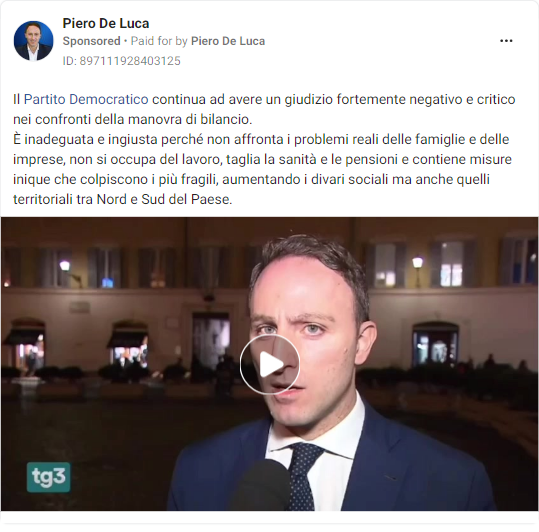 Piero De Luca
Sponsored • Paid for by Piero De Luca
ID: 897111928403125
Il Partito Democratico continua ad avere un giudizio fortemente negativo e critico
nei confronti della manovra di bilancio.
È inadeguata e ingiusta perché non affronta i problemi reali delle famiglie e delle
imprese, non si occupa del lavoro, taglia la sanità e le pensioni e contiene misure
inique che colpiscono i più fragili, aumentando i divari sociali ma anche quelli
territoriali tra Nord e Sud del Paese.
tg3